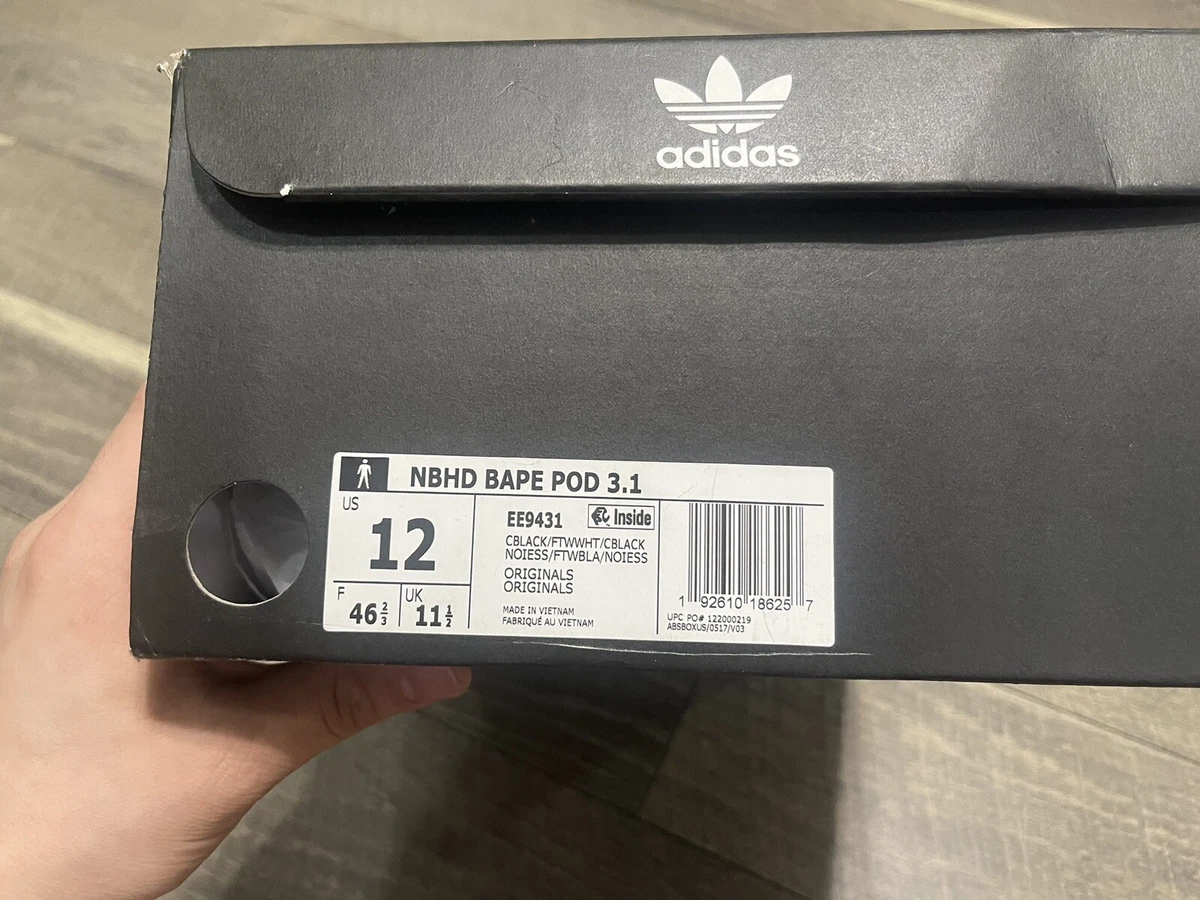 adidas
NBHD BAPE POD 3.1
US
12
F
46 2/3
UK
11 1/2
EE9431
Inside
CBLACK/FTWWHT/CBLACK
NOIESS/FTWBLA/NOIESS
ORIGINALS
ORIGINALS
MADE IN VIETNAM
FABRIQUÉ AU VIETNAM
1 92610 18625 7
UPC PO# 122000219
ABSBOXUS/0517/V03